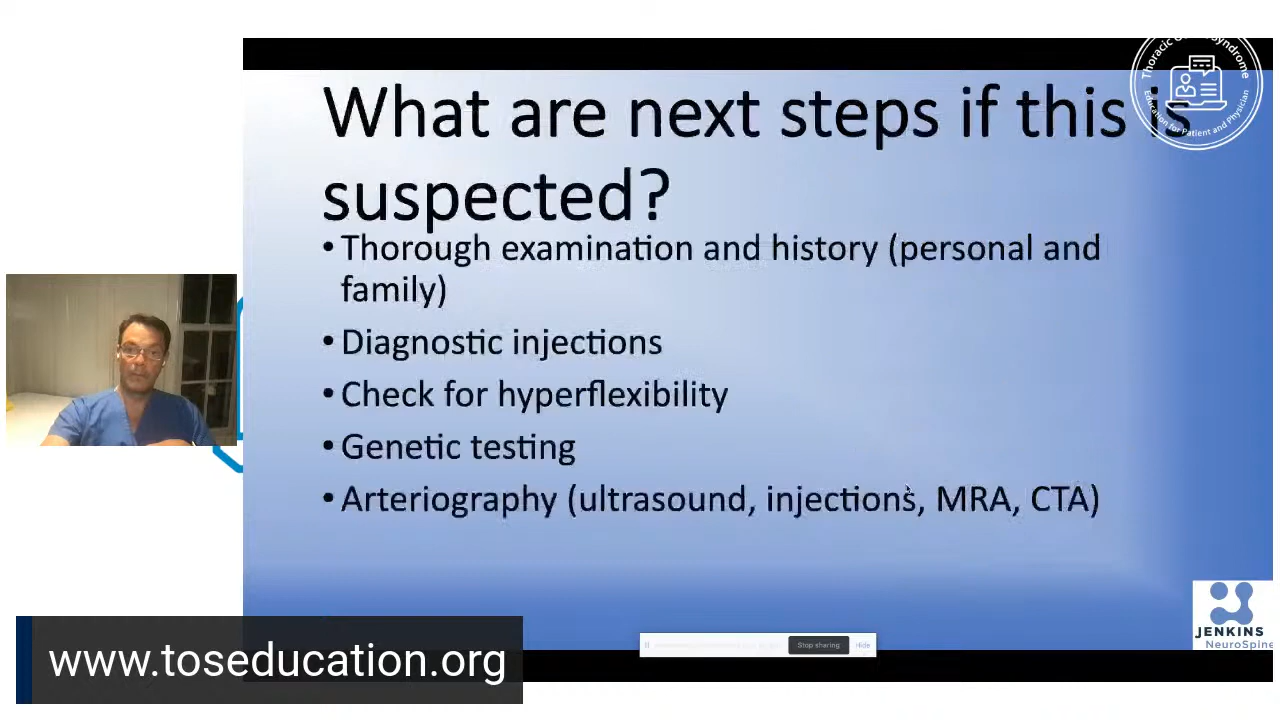 What are next steps if this is
suspected?
• Thorough examination and history (personal and
family)
• Diagnostic injections
• Check for hyperflexibility
• Genetic testing
• Arteriography (ultrasound, injections, MRA, CTA)
Education for Patient and Physician
JENKINS
NeuroSpine
Stop sharing Hide
www.toseducation.org